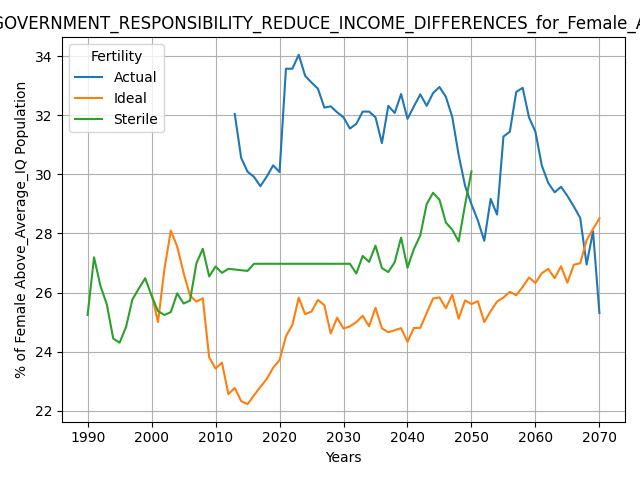 GOVERNMENT_RESPONSIBILITY_REDUCE_INCOME_DIFFERENCES_for_Female_A
Fertility
Actual
Ideal
Sterile
% of Female Above_Average_IQ Population
34
32
30
28
26
24
22
1990 2000 2010 2020 2030 2040 2050 2060 2070
Years